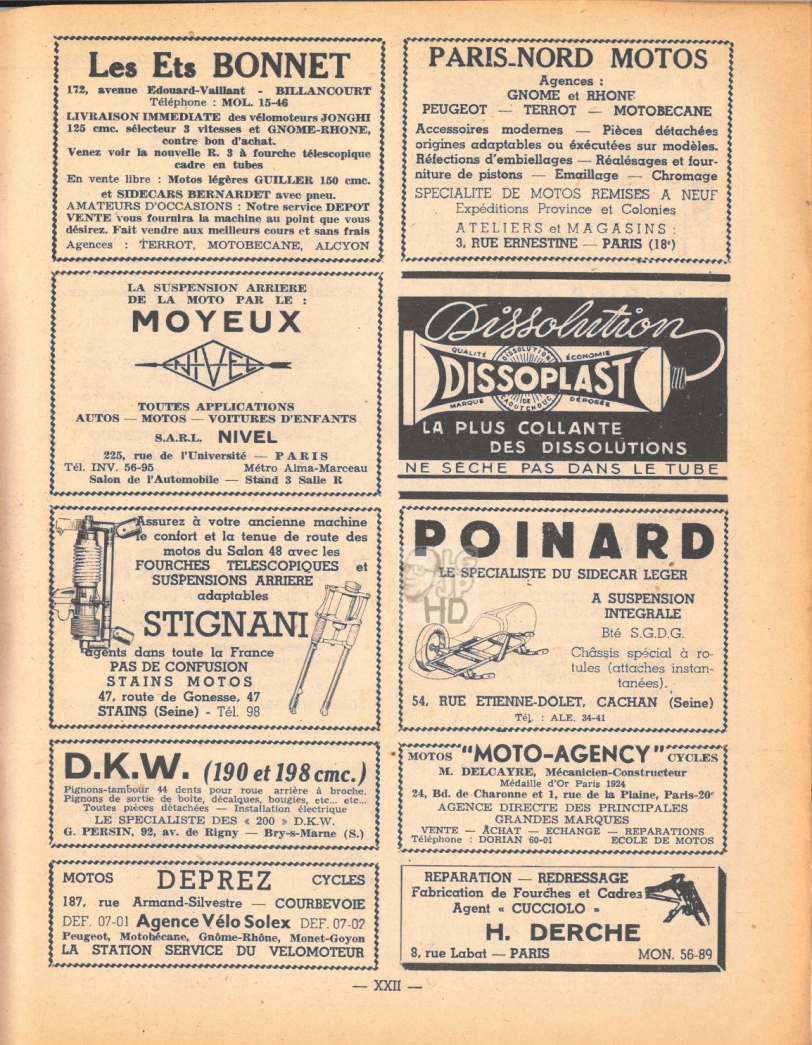 Les Ets BONNET
172, avenue Edouard-Vaillant - BILLANCOURT
Téléphone : MOL. 15-46
LIVRAISON IMMEDIATE des vélomoteurs JONGHI
125 cmc. sélecteur 3 vitesses et GNOME-RHONE,
contre bon d'achat.
Venez voir la nouvelle R. 3 à fourche télescopique
cadre en tubes
En vente libre : Motos légères GUILLER 150 cmc.
et SIDECARS BERNARDET avec pneu.
AMATEURS D'OCCASIONS : Notre service DEPOT
VENTE vous fournira la machine au point que vous
désirez. Fait vendre aux meilleurs cours et sans frais
Agences : TERROT, MOTOBECANE, ALCYON
PARIS-NORD MOTOS
Agences :
GNOME et RHONE
PEUGEOT — TERROT — MOTOBECANE
Accessoires modernes — Pièces détachées
origines adaptables ou éxécutées sur modèles.
Réfections d'embiellages — Réalésages et four-
niture de pistons — Emaillage — Chromage
SPECIALITE DE MOTOS REMISES A NEUF
Expéditions Province et Colonies
ATELIERS et MAGASINS :
3, RUE ERNESTINE — PARIS (18e)
LA SUSPENSION ARRIERE
DE LA MOTO PAR LE :
MOYEUX
NIVEL
TOUTES APPLICATIONS
AUTOS — MOTOS — VOITURES D'ENFANTS
S.A.R.L. NIVEL
225, rue de l'Université — PARIS
Tél. INV. 56-95 Métro Alma-Marceau
Salon de l'Automobile — Stand 3 Salle R
Dissolution
QUALITÉ DISSOLUTION ÉCONOMIE
DISSOPLAST
MARQUE DE CAOUTCHOUC DÉPOSÉE
LA PLUS COLLANTE
DES DISSOLUTIONS
NE SÈCHE PAS DANS LE TUBE
Assurez à votre ancienne machine
le confort et la tenue de route des
motos du Salon 48 avec les
FOURCHES TELESCOPIQUES et
SUSPENSIONS ARRIERE
adaptables
STIGNANI
agents dans toute la France
PAS DE CONFUSION
STAINS MOTOS
47, route de Gonesse, 47
STAINS (Seine) - Tél. 98
POINARD
LE SPECIALISTE DU SIDECAR LEGER
HD
A SUSPENSION
INTEGRALE
Bté S.G.D.G.
Châssis spécial à ro-
tules (attaches instan-
tanées).
54, RUE ETIENNE-DOLET, CACHAN (Seine)
Tél. : ALE. 34-41
D.K.W. (190 et 198 cmc.)
Pignons-tambour 44 dents pour roue arrière à broche.
Pignons de sortie de boîte, décalques, bougies, etc... etc...
Toutes pièces détachées — Installation électrique
LE SPECIALISTE DES « 200 » D.K.W.
G. PERSIN, 92, av. de Rigny — Bry-s-Marne (S.)
MOTOS "MOTO-AGENCY" CYCLES
M. DELCAYRE, Mécanicien-Constructeur
Médaille d'Or Paris 1924
24, Bd. de Charonne et 1, rue de la Plaine, Paris-20e
AGENCE DIRECTE DES PRINCIPALES
GRANDES MARQUES
VENTE — ACHAT — ECHANGE — REPARATIONS
Téléphone : DORIAN 60-01 ECOLE DE MOTOS
MOTOS DEPREZ CYCLES
187, rue Armand-Silvestre — COURBEVOIE
DEF. 07-01 Agence Vélo Solex DEF. 07-02
Peugeot, Motobécane, Gnôme-Rhône, Monet-Goyon
LA STATION SERVICE DU VELOMOTEUR
REPARATION — REDRESSAGE
Fabrication de Fourches et Cadres
Agent « CUCCIOLO »
H. DERCHE
8, rue Labat — PARIS MON. 56-89
— XXII —